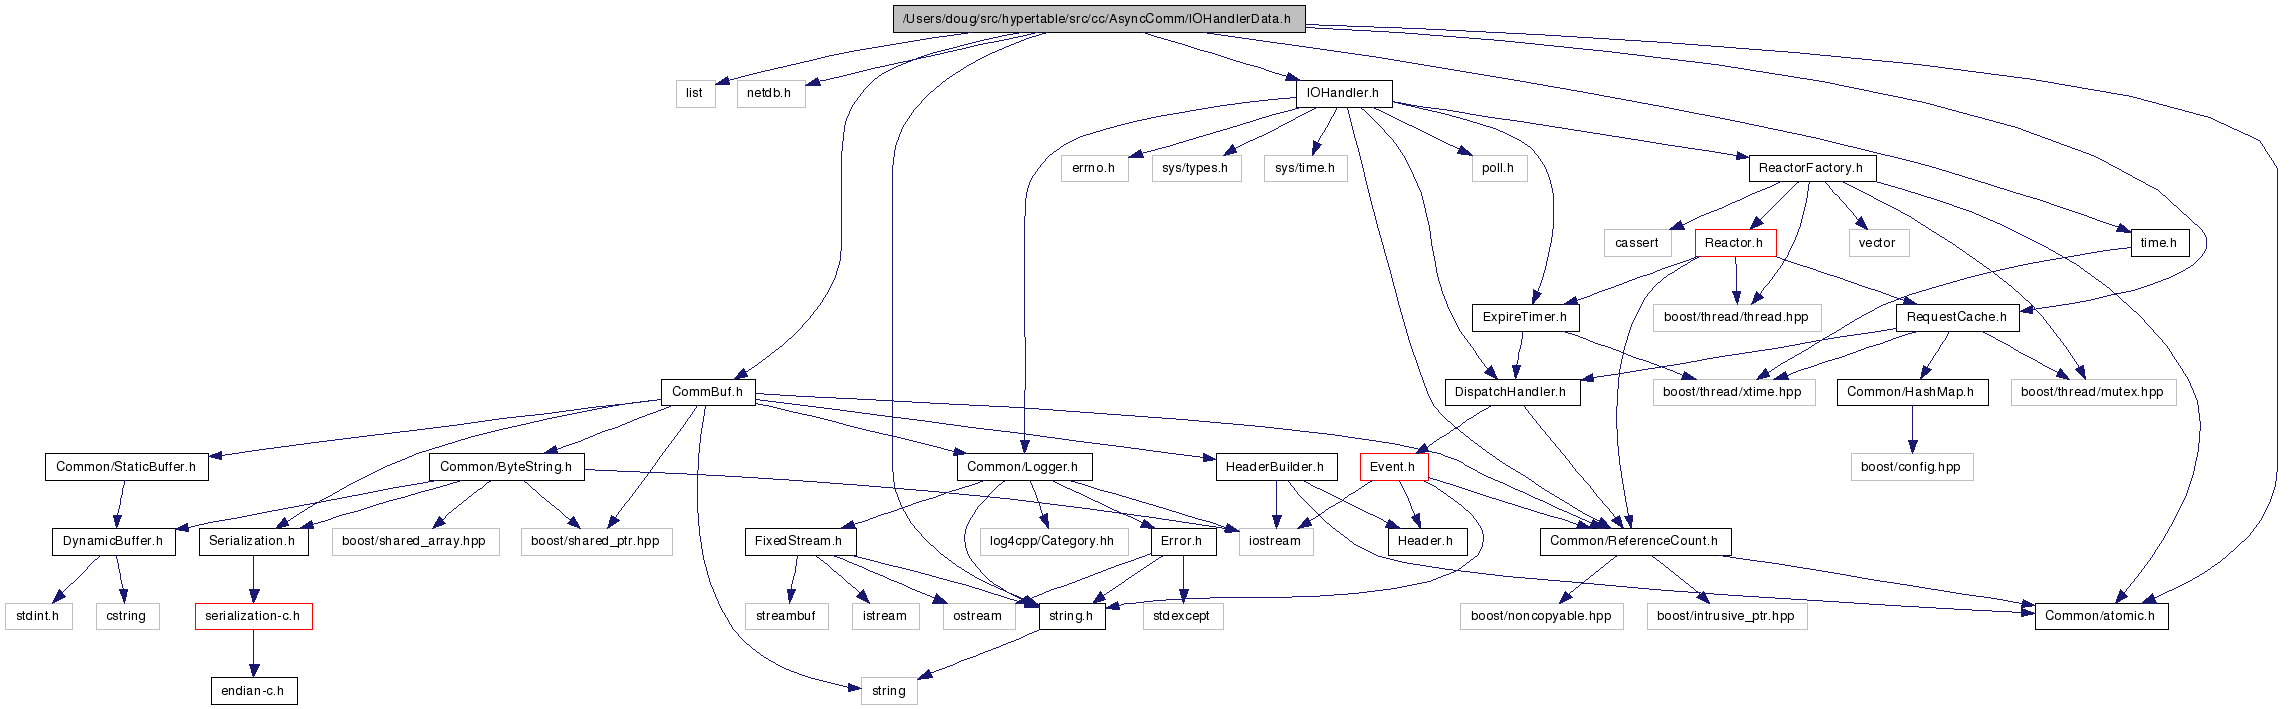 /Users/doug/src/hypertable/src/cc/AsyncComm/IOHandlerData.h
list
netdb.h
IOHandler.h
errno.h
sys/types.h
sys/time.h
poll.h
ReactorFactory.h
cassert
Reactor.h
vector
time.h
ExpireTimer.h
boost/thread/thread.hpp
RequestCache.h
CommBuf.h
DispatchHandler.h
boost/thread/xtime.hpp
Common/HashMap.h
boost/thread/mutex.hpp
Common/StaticBuffer.h
Common/ByteString.h
Common/Logger.h
HeaderBuilder.h
Event.h
boost/config.hpp
DynamicBuffer.h
Serialization.h
boost/shared_array.hpp
boost/shared_ptr.hpp
FixedStream.h
log4cpp/Category.hh
Error.h
iostream
Header.h
Common/ReferenceCount.h
stdint.h
cstring
serialization-c.h
streambuf
istream
ostream
string.h
stdexcept
boost/noncopyable.hpp
boost/intrusive_ptr.hpp
Common/atomic.h
endian-c.h
string